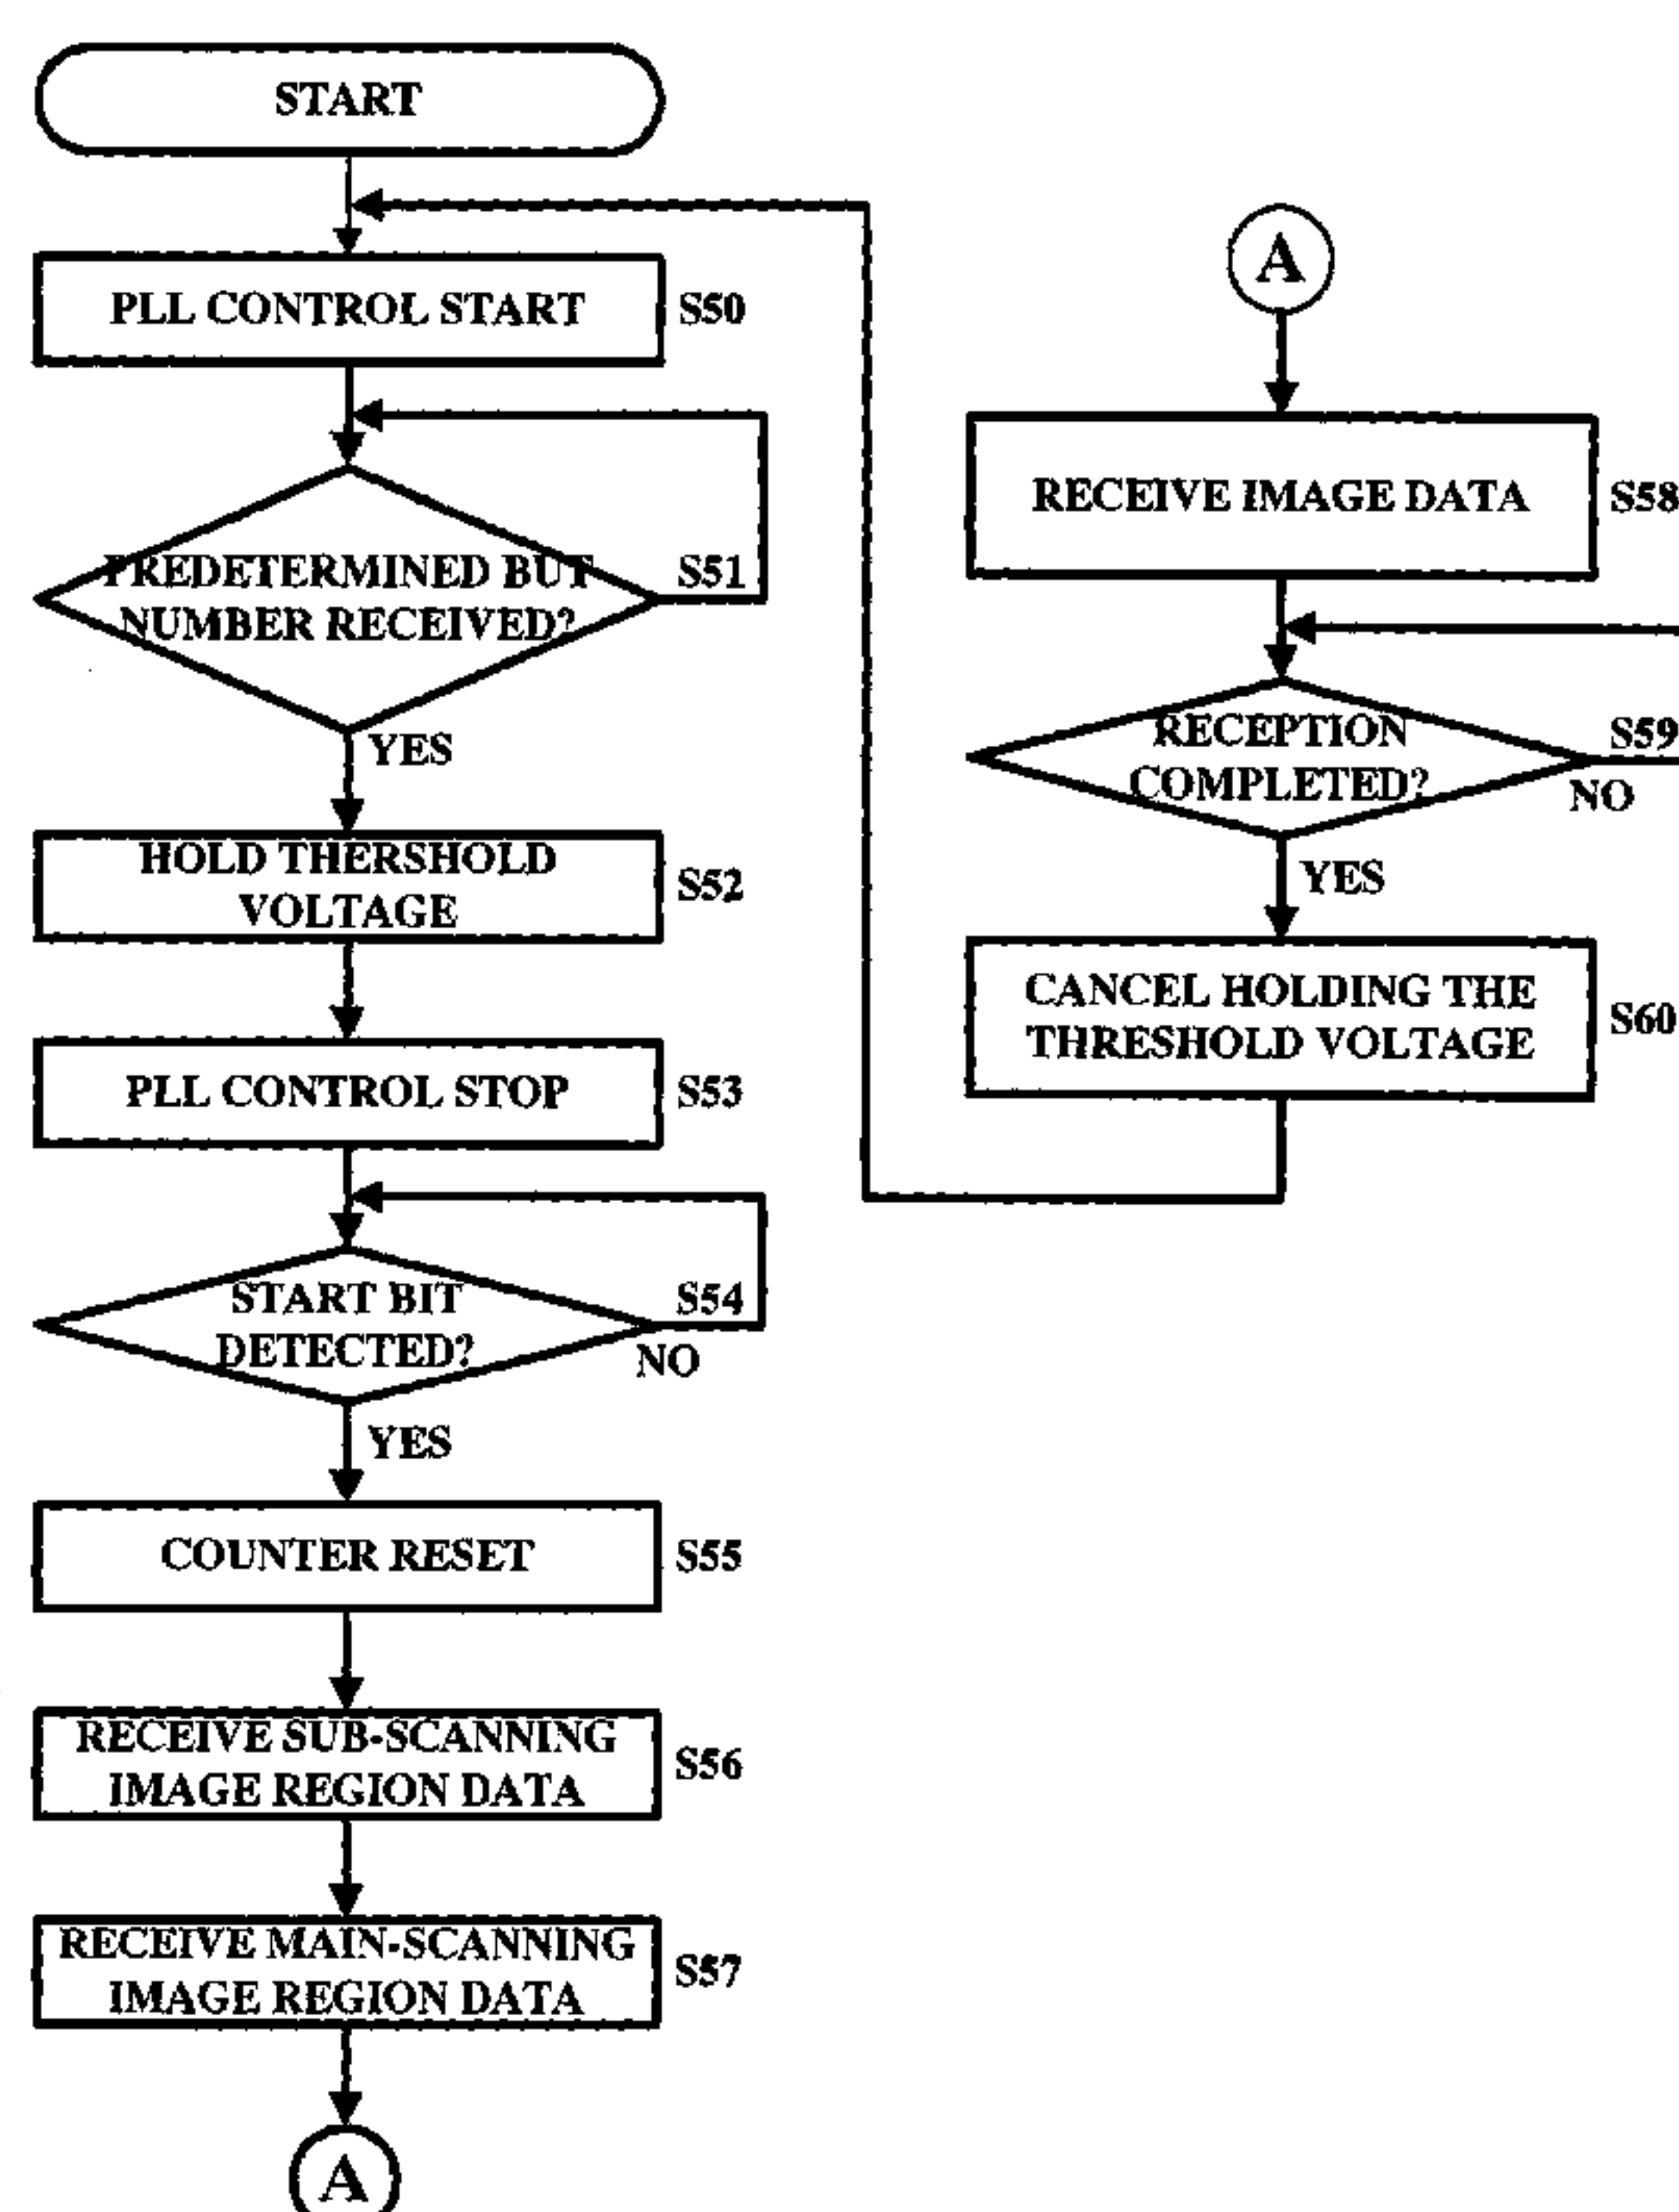 START
PLL CONTROL START
S50
PREDETERMINED BUT
NUMBER RECEIVED?
S51
YES
HOLD THERSHOLD
VOLTAGE
S52
PLL CONTROL STOP
S53
START BIT
DETECTED?
S54
NO
YES
COUNTER RESET
S55
RECEIVE SUB-SCANNING
IMAGE REGION DATA
S56
RECEIVE MAIN-SCANNING
IMAGE REGION DATA
S57
A
A
RECEIVE IMAGE DATA
S58
RECEPTION
COMPLETED?
S59
NO
YES
CANCEL HOLDING THE
THRESHOLD VOLTAGE
S60